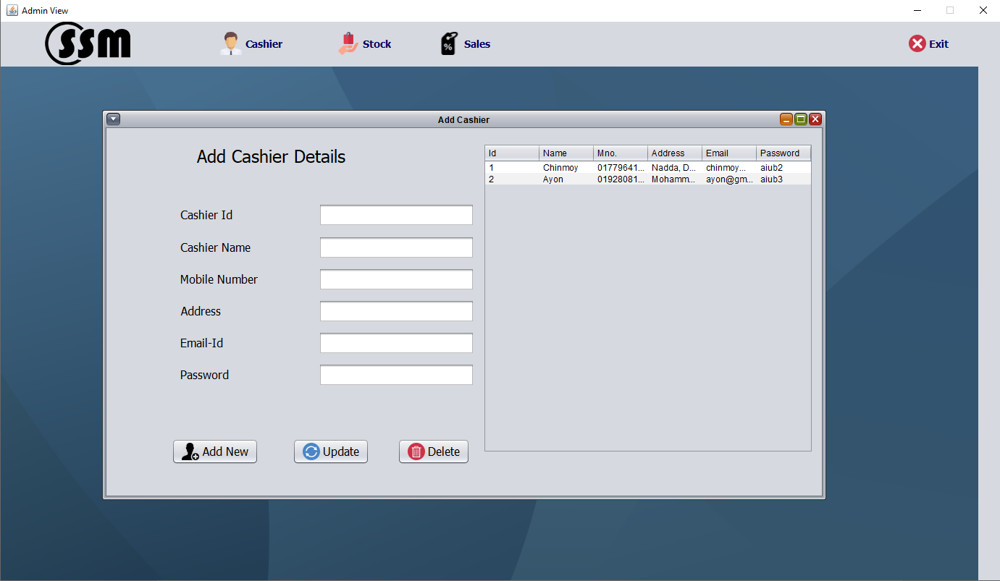 Admin View
SSM Cashier Stock Sales Exit
Add Cashier
Add Cashier Details
Cashier Id
Cashier Name
Mobile Number
Address
Email-Id
Password
Add New Update Delete
Id Name Mno. Address Email Password
1 Chinmoy 01779641... Nadda, D... chinmoy... aiub2
2 Ayon 01928081... Mohamm... ayon@gm... aiub3